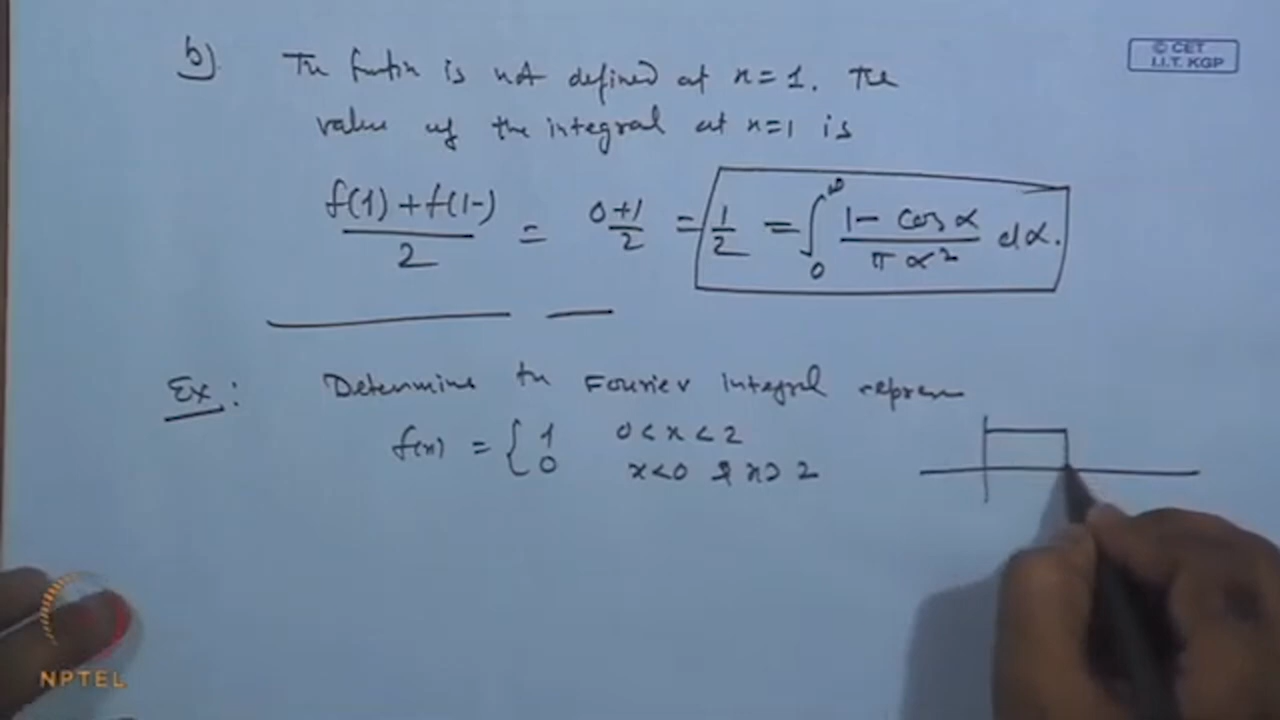 © CET
I.I.T. KGP
b) The function is not defined at x = 1. The
value of the integral at x=1 is
f(1) + f(1-) / 2 = 0+1 / 2 = 1/2 = ∫₀^∞ 1 - cos α / π α² dα.
Ex: Determine the Fourier integral represen
f(x) = { 1 0 < x < 2
0 x < 0 & x > 2
NPTEL